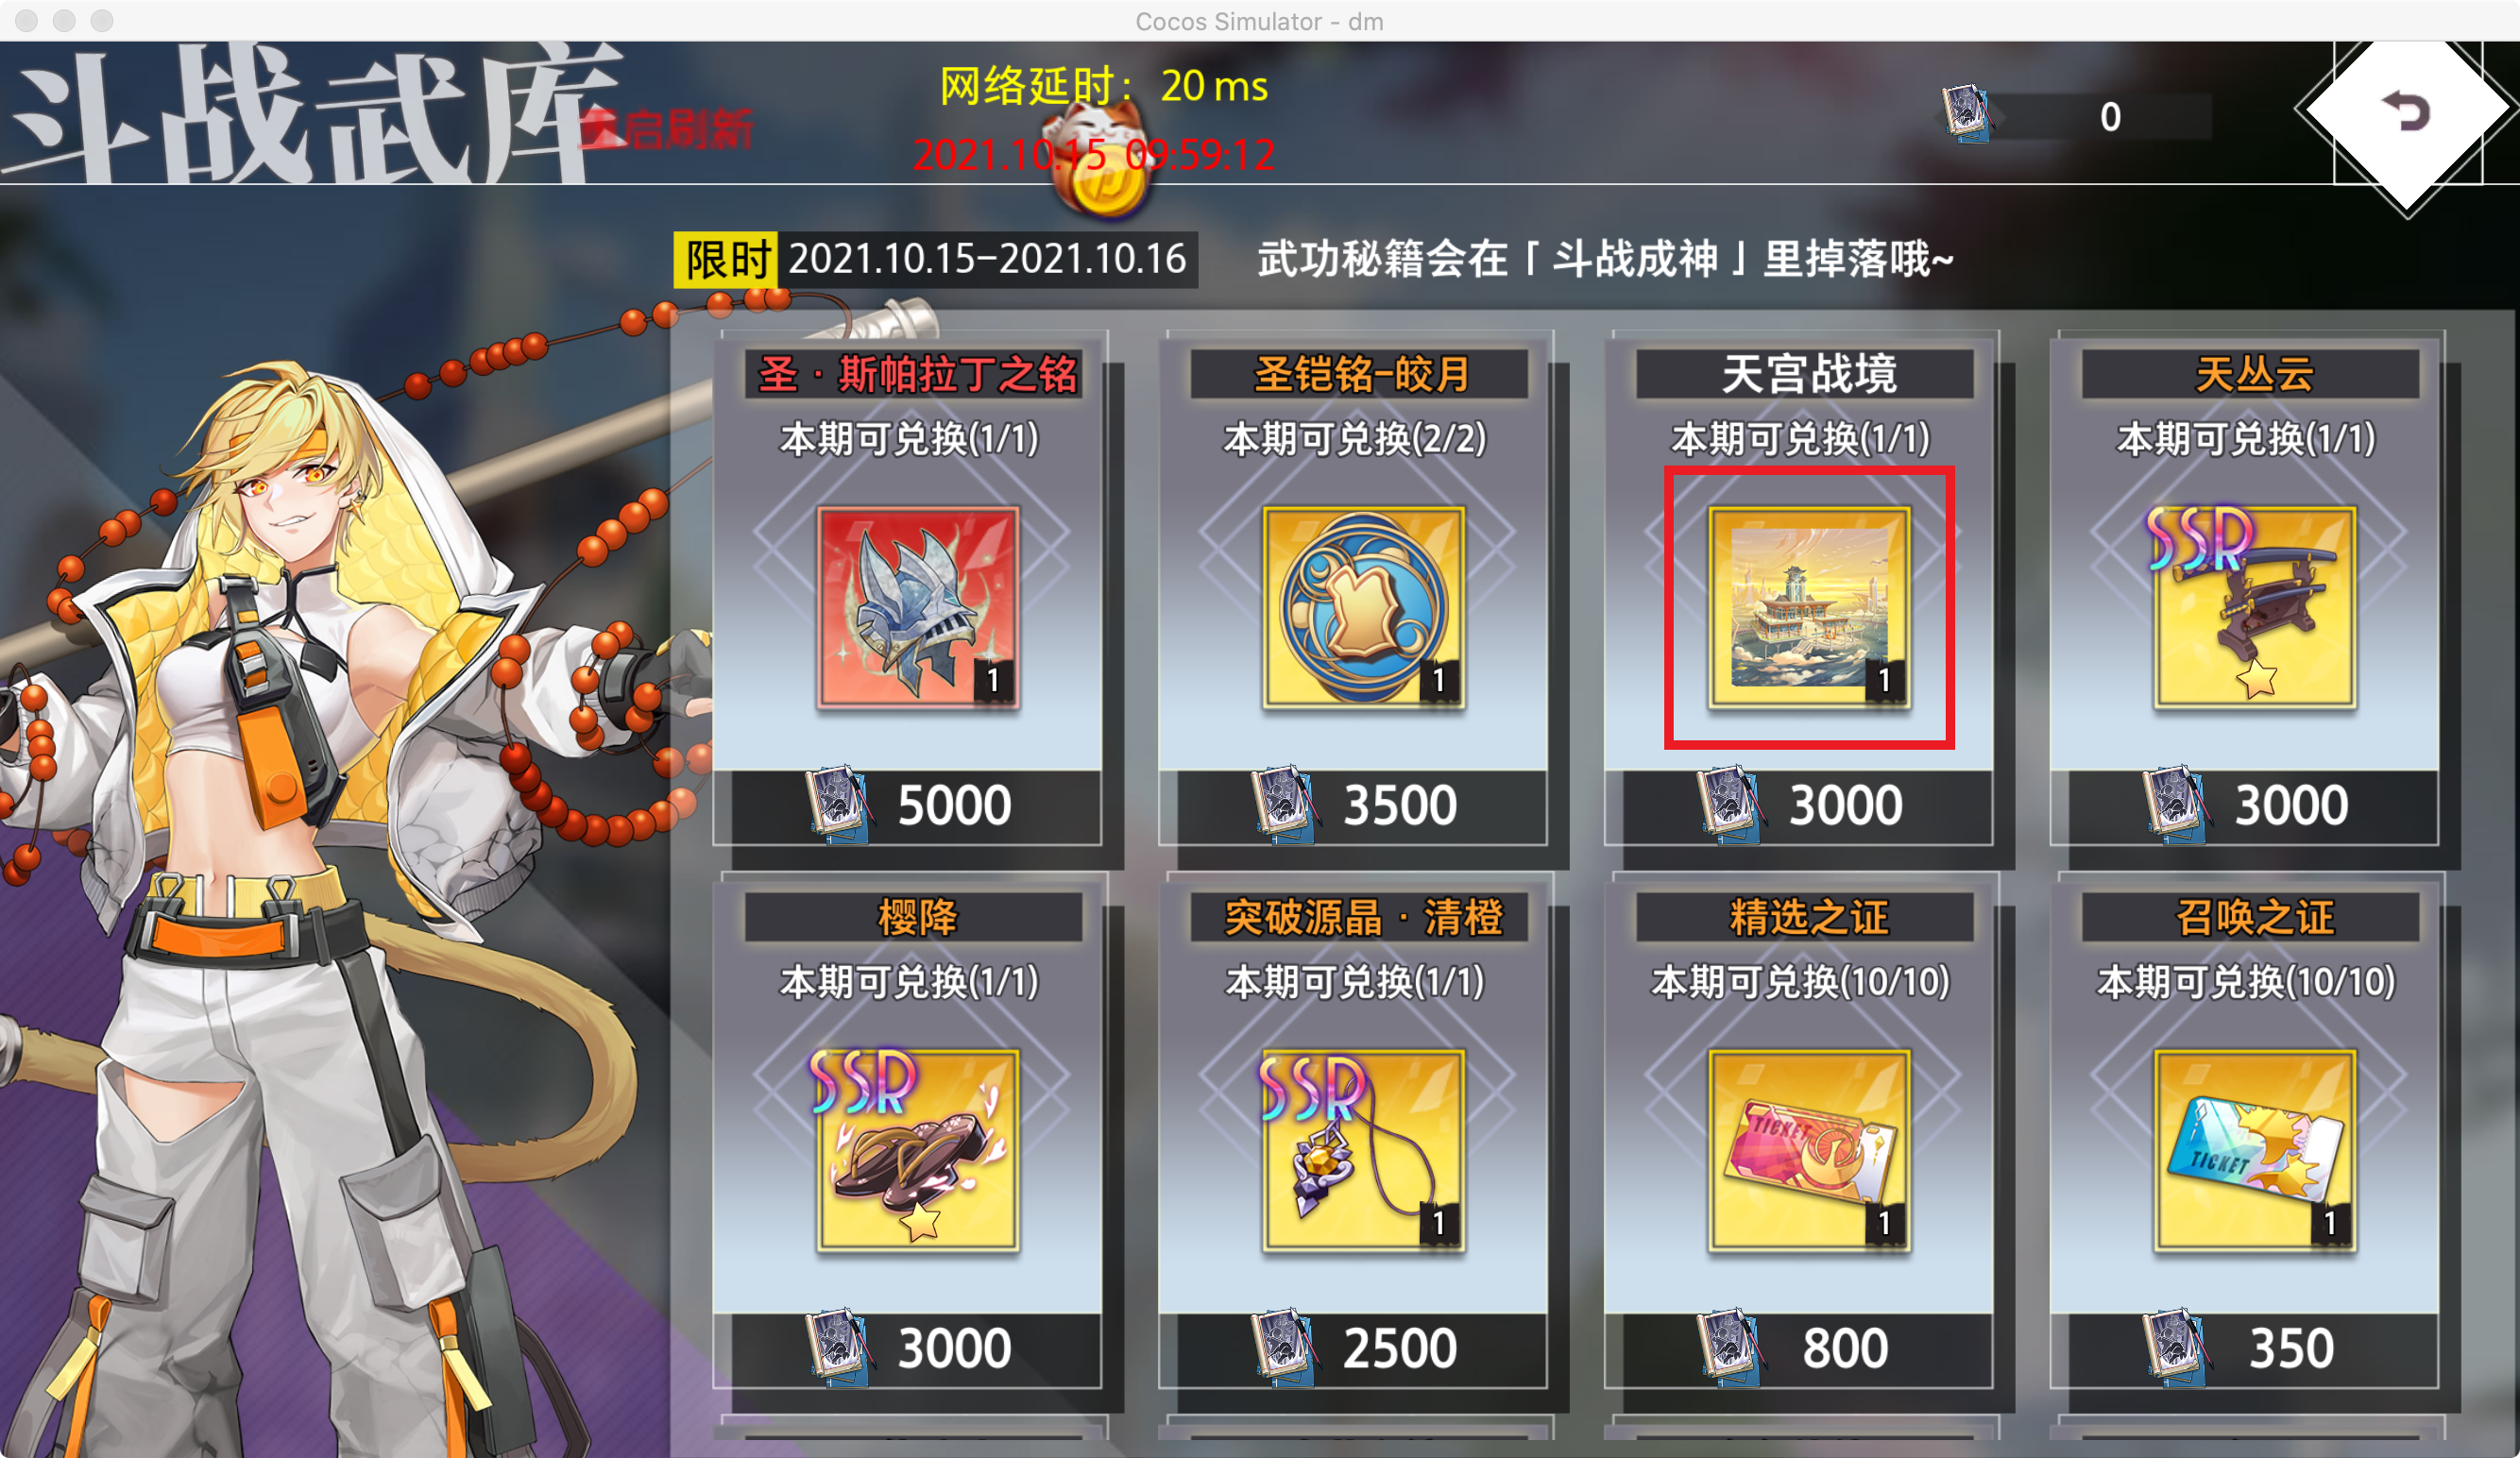 Cocos Simulator - dm
斗战武库
启刷新
网络延时： 20 ms
2021.10.15 09:59:12
0
限时 2021.10.15-2021.10.16
武功秘籍会在「斗战成神」里掉落哦~
圣·斯帕拉丁之铭
本期可兑换(1/1)
1
5000
圣铠铭-皎月
本期可兑换(2/2)
1
3500
天宫战境
本期可兑换(1/1)
1
3000
天丛云
本期可兑换(1/1)
SSR
3000
樱降
本期可兑换(1/1)
SSR
3000
突破源晶·清橙
本期可兑换(1/1)
SSR
1
2500
精选之证
本期可兑换(10/10)
TICKET
1
800
召唤之证
本期可兑换(10/10)
TICKET
1
350